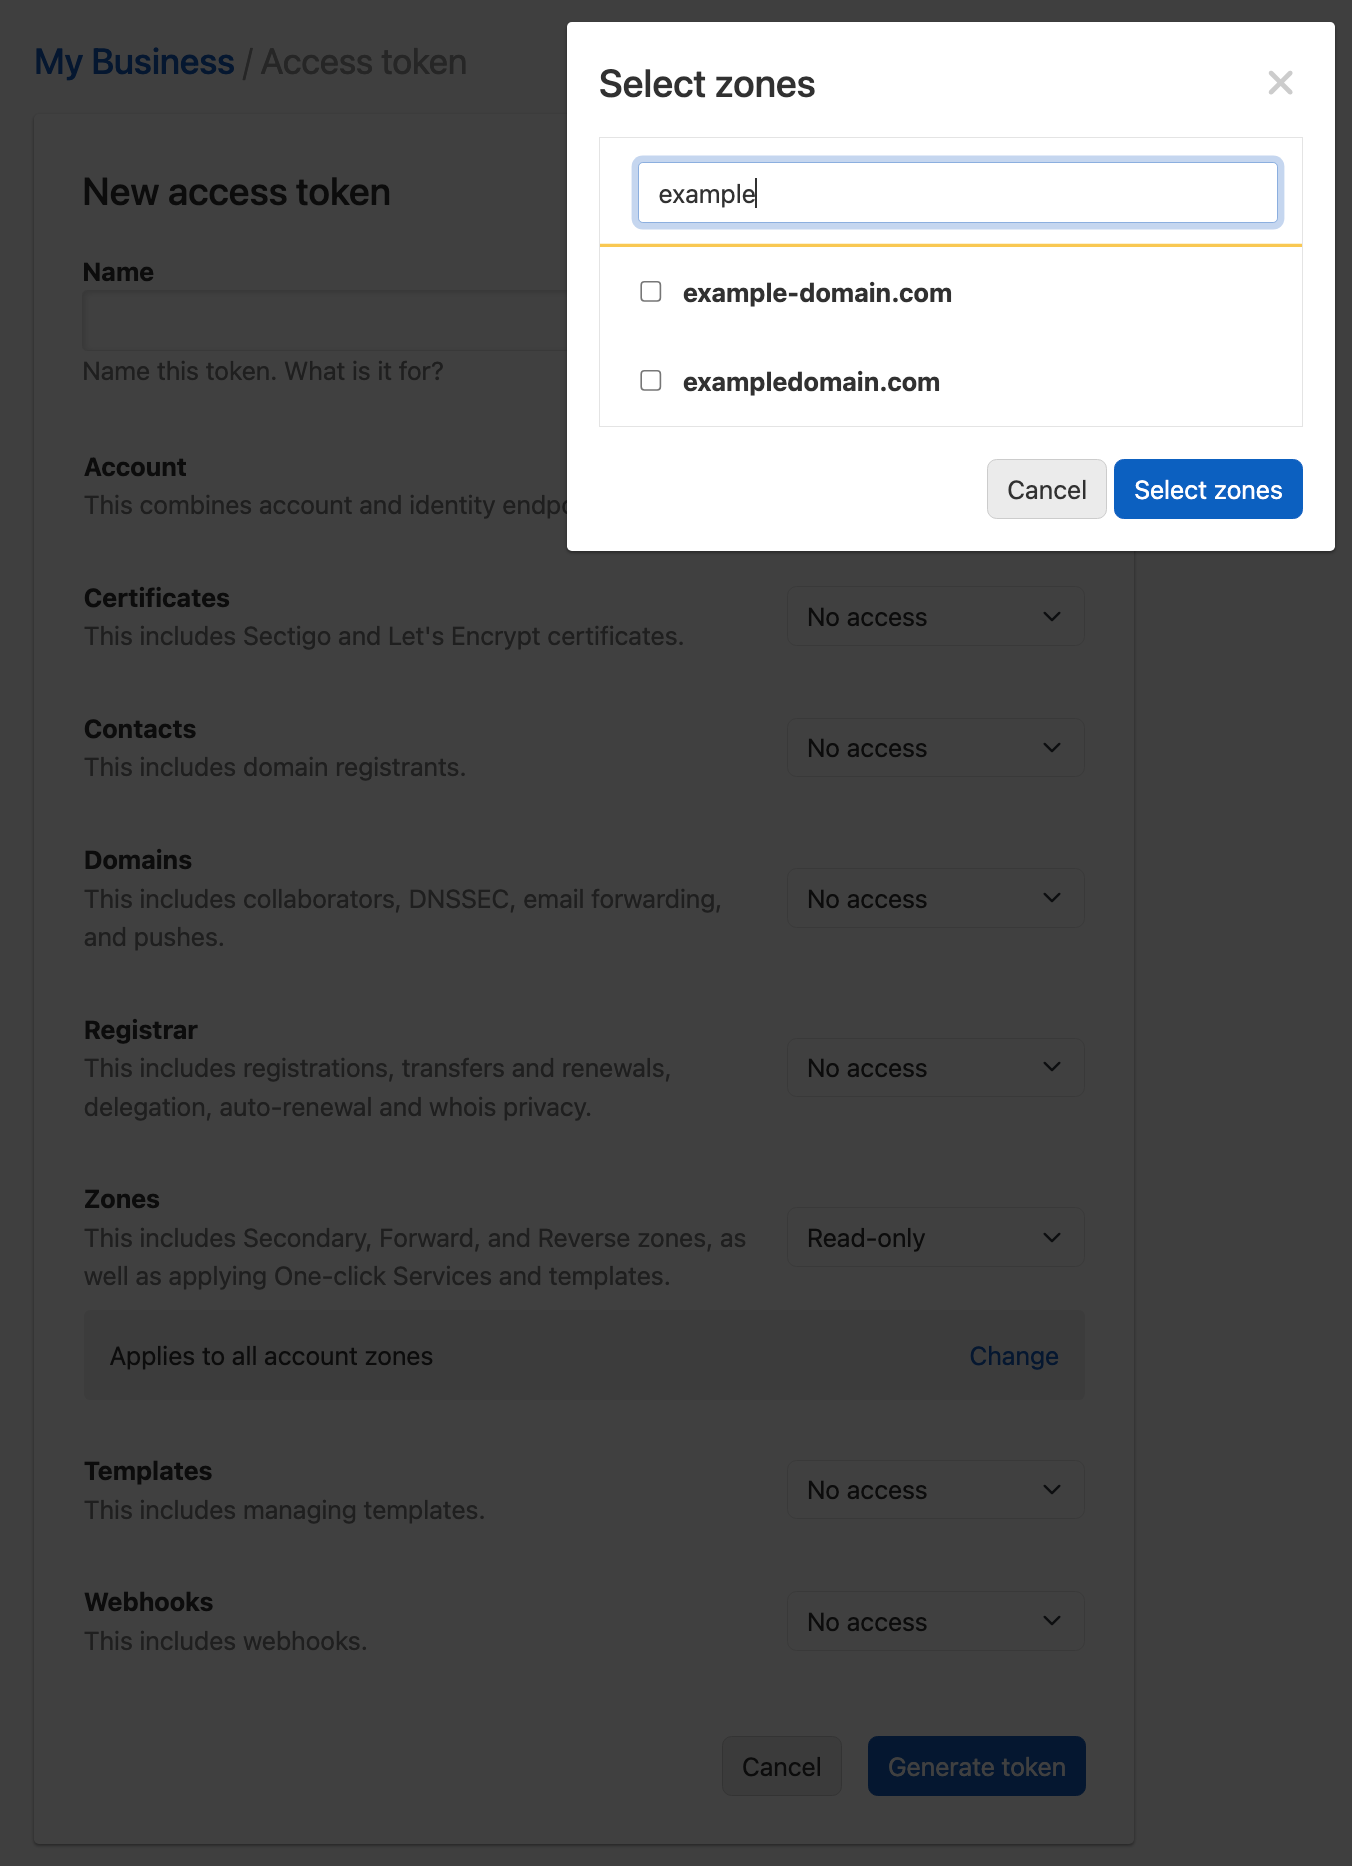 My Business / Access token
New access token
Name
Name this token. What is it for?
Account
This combines account and identity
Certificates
This includes Sectigo and Let's Encrypt certificates.
No access
Contacts
This includes domain registrants.
No access
Domains
This includes collaborators, DNSSEC, email forwarding,
and pushes.
No access
Registrar
This includes registrations, transfers and renewals,
delegation, auto-renewal and whois privacy.
No access
Zones
This includes Secondary, Forward, and Reverse zones, as
well as applying One-click Services and templates.
Read-only
Applies to all account zones
Change
Templates
This includes managing templates.
No access
Webhooks
This includes webhooks.
No access
Cancel
Generate token
Select zones
example
example-domain.com
exampledomain.com
Cancel
Select zones